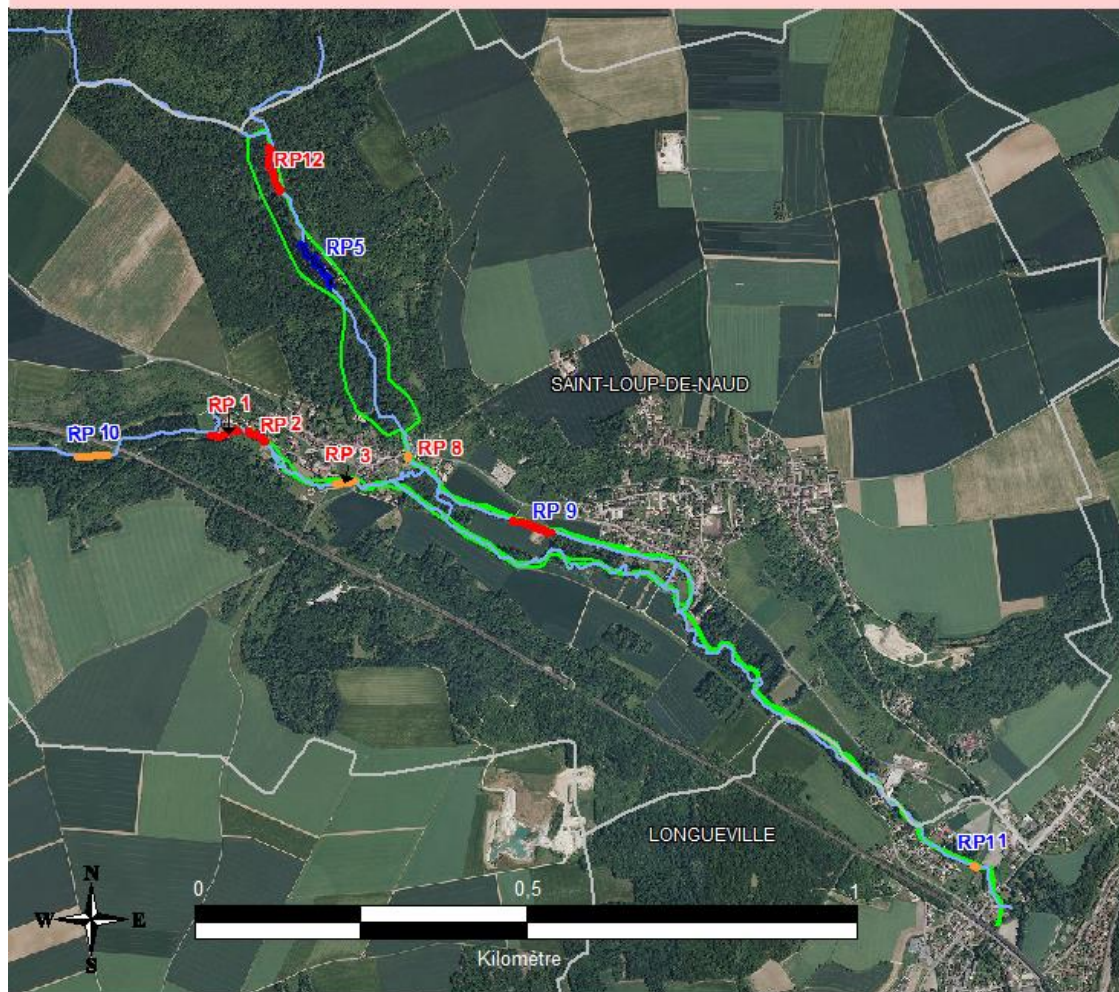 RP12
RP5
SAINT-LOUP-DE-NAUD
RP 1
RP 2
RP 10
RP 3
RP 8
RP 9
LONGUEVILLE
RP11
N
W E
S
0 0,5 1
Kilomètre